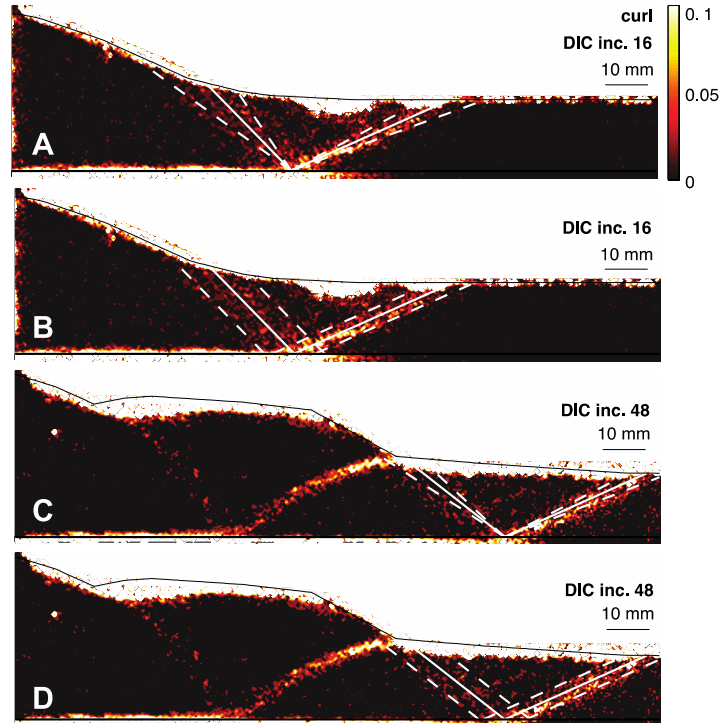 curl
0. 1
DIC inc. 16
10 mm
0.05
A
0
DIC inc. 16
10 mm
B
DIC inc. 48
10 mm
C
DIC inc. 48
10 mm
D